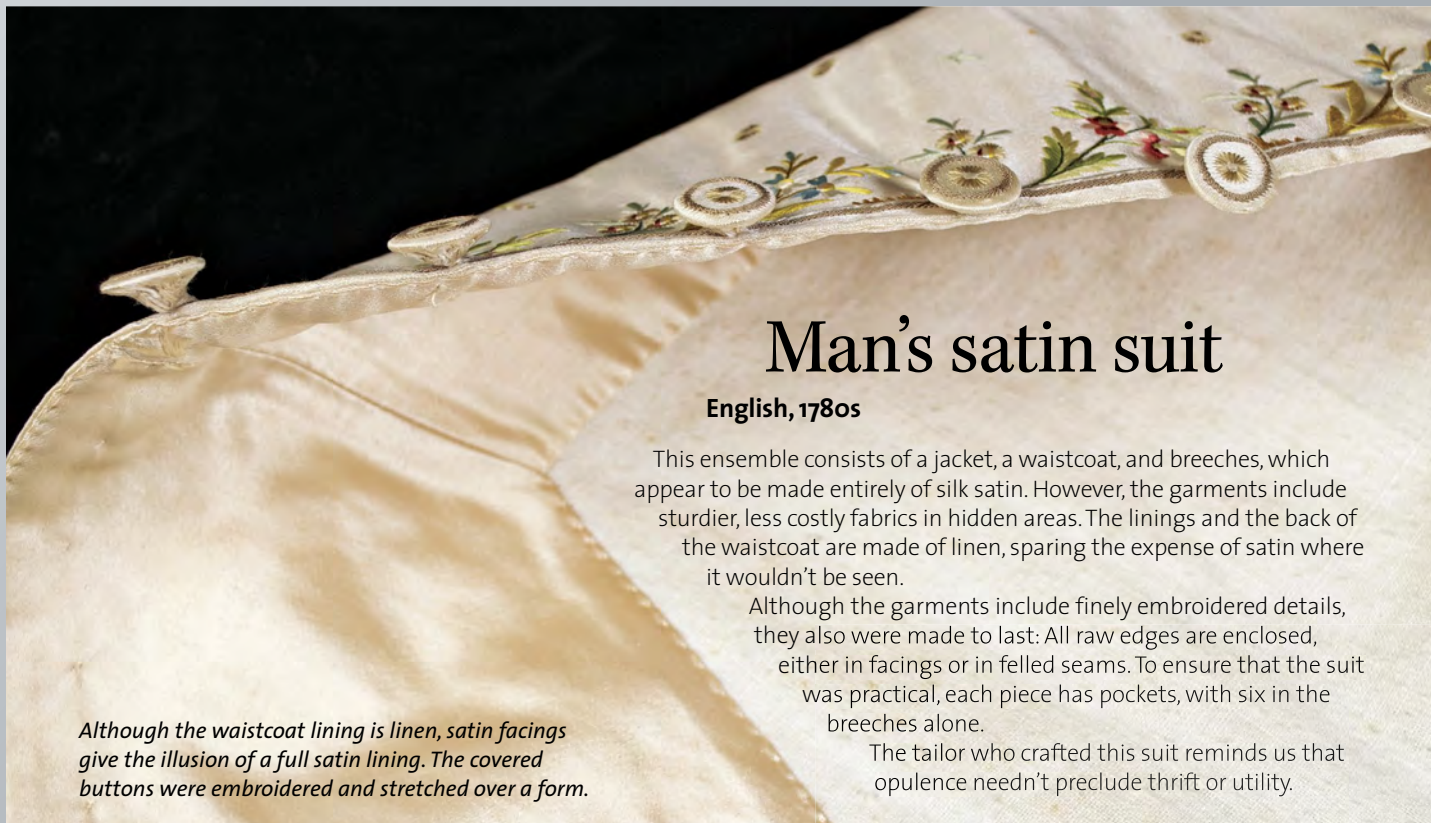 Man’s satin suit
English, 1780s
This ensemble consists of a jacket, a waistcoat, and breeches, which
appear to be made entirely of silk satin. However, the garments include
sturdier, less costly fabrics in hidden areas. The linings and the back of
the waistcoat are made of linen, sparing the expense of satin where
it wouldn’t be seen.
Although the garments include finely embroidered details,
they also were made to last: All raw edges are enclosed,
either in facings or in felled seams. To ensure that the suit
was practical, each piece has pockets, with six in the
breeches alone.
The tailor who crafted this suit reminds us that
opulence needn’t preclude thrift or utility.
Although the waistcoat lining is linen, satin facings
give the illusion of a full satin lining. The covered
buttons were embroidered and stretched over a form.